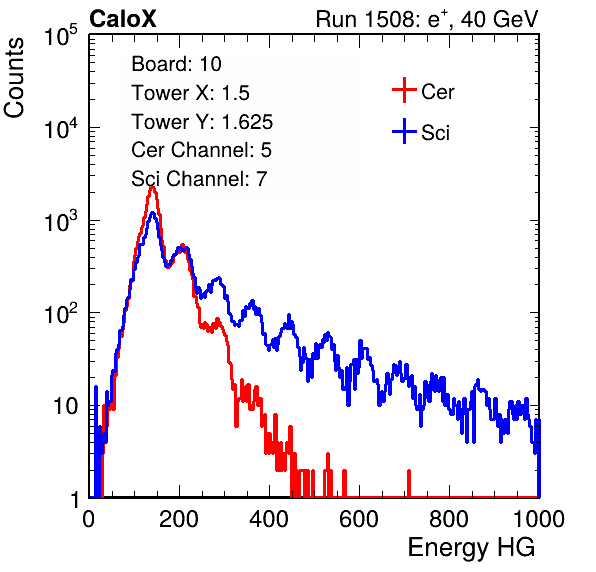 CaloX Run 1508: e⁺, 40 GeV
Counts
10⁵
10⁴
10³
10²
10
1
Board: 10
Tower X: 1.5
Tower Y: 1.625
Cer Channel: 5
Sci Channel: 7
Cer
Sci
0 200 400 600 800 1000
Energy HG